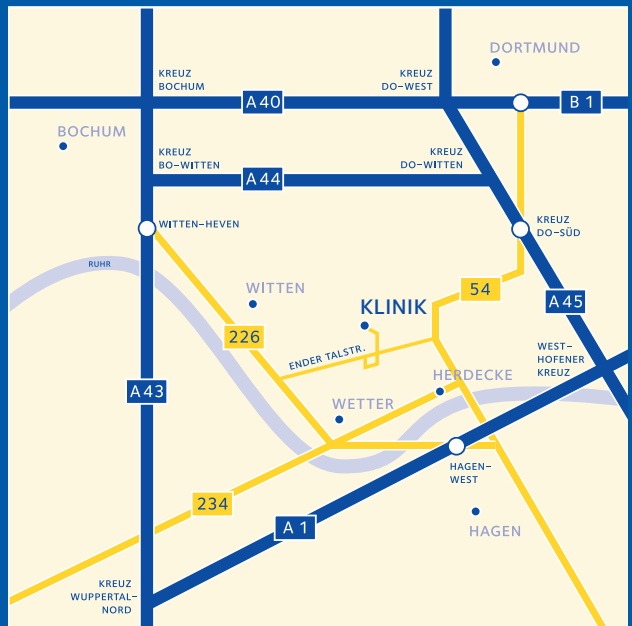 DORTMUND
KREUZ
BOCHUM
KREUZ
DO-WEST
A 40
B 1
BOCHUM
KREUZ
BO-WITTEN
KREUZ
DO-WITTEN
A 44
WITTEN-HEVEN
KREUZ
DO-SÜD
RUHR
WITTEN
54
A 45
KLINIK
226
ENDER TALSTR.
WEST-
HOFENER
KREUZ
A 43
HERDECKE
WETTER
HAGEN-
WEST
234
A 1
HAGEN
KREUZ
WUPPERTAL-
NORD